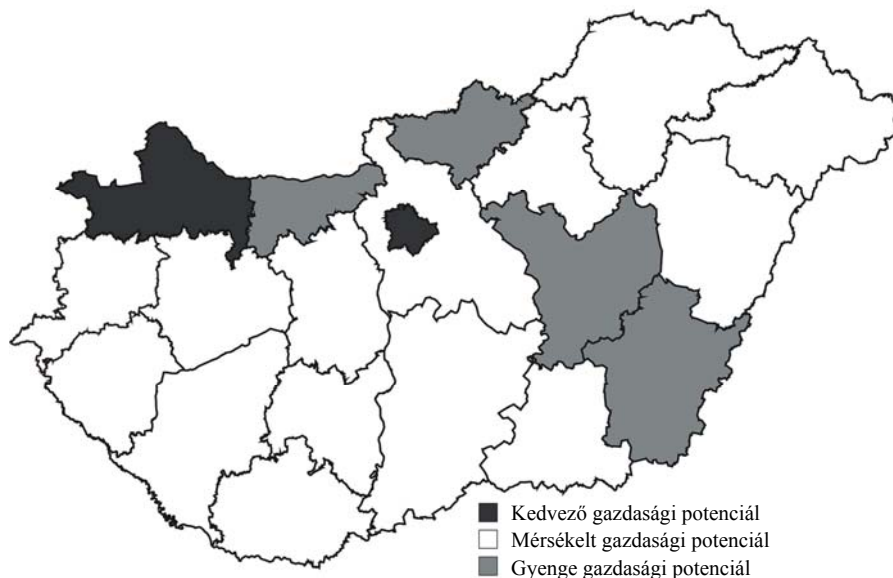 Kedvező gazdasági potenciál
Mérsékelt gazdasági potenciál
Gyenge gazdasági potenciál